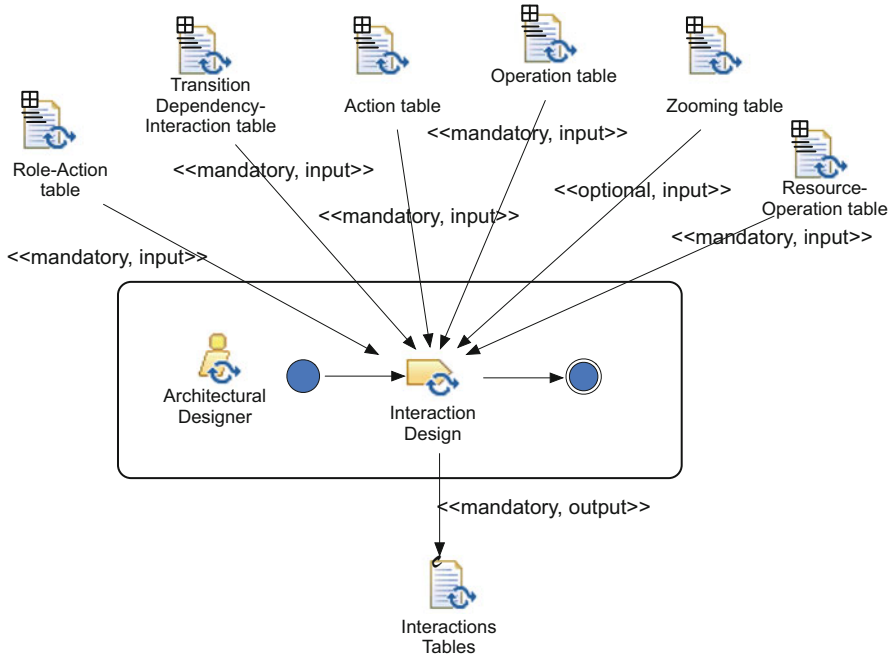 Transition
Dependency-
Interaction table
Action table
Operation table
Zooming table
Role-Action
table
Resource-
Operation table
<<mandatory, input>>
<<mandatory, input>>
<<optional, input>>
<<mandatory, input>>
<<mandatory, input>>
<<mandatory, input>>
Architectural
Designer
Interaction
Design
<<mandatory, output>>
Interactions
Tables